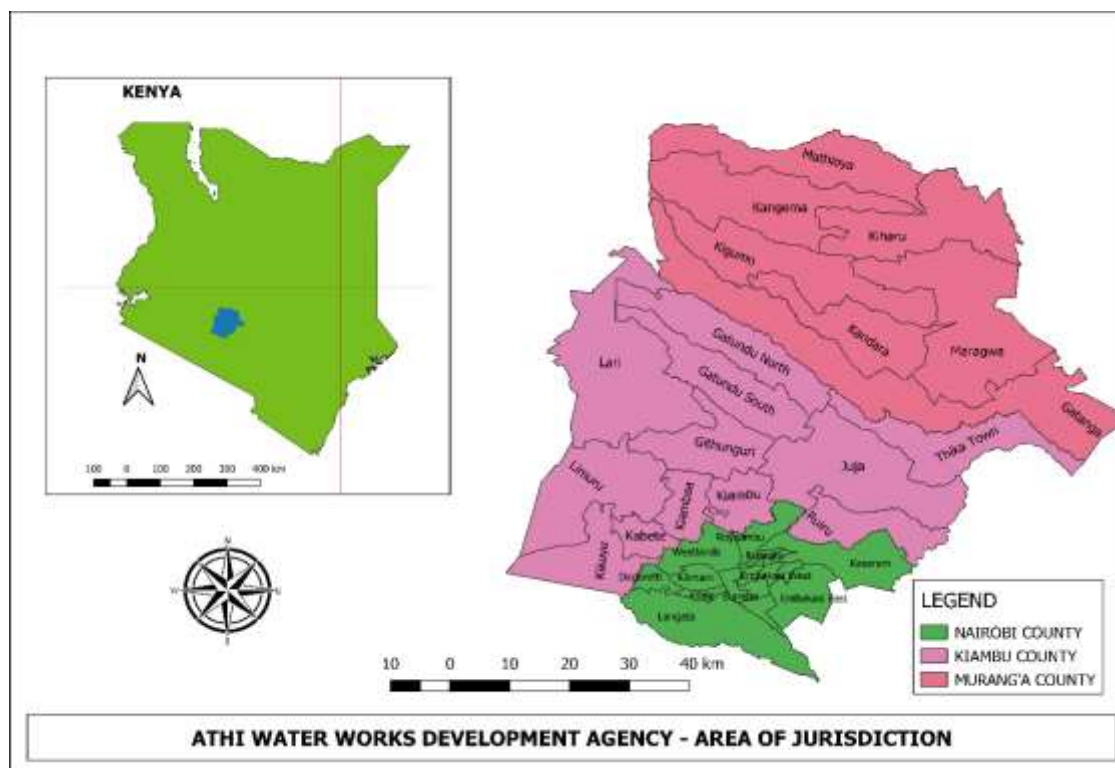 KENYA
N
100 0 100 200 300 400 km
N
W E
S
Mathioya
Kangema
Kiharu
Kigumo
Kandara
Maragwa
Gatanga
Gatundu North
Gatundu South
Lari
Githunguri
Thika Town
Juja
Limuru
Kiambaa
Kiambu
Ruiru
Kabete
Kikuyu
Roysambu
Westlands
Kasarani
Embakasi West
Embakasi East
Langata
10 0 10 20 30 40 km
LEGEND
NAIROBI COUNTY
KIAMBU COUNTY
MURANG'A COUNTY
ATHI WATER WORKS DEVELOPMENT AGENCY - AREA OF JURISDICTION